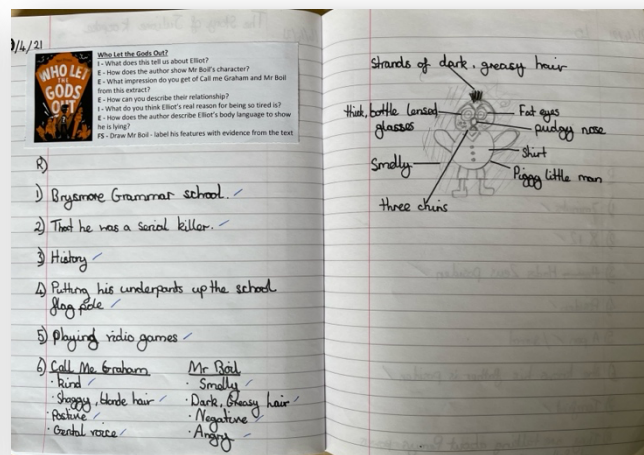 9/4/21
WHO LET
THE
GODS
OUT
Who Let the Gods Out?
I - What does this tell us about Elliot?
E - How does the author show Mr Boil's character?
E - What impression do you get of Call me Graham and Mr Boil
from this extract?
E - How can you describe their relationship?
I - What do you think Elliot's real reason for being so tired is?
E - How does the author describe Elliot's body language to show
he is lying?
FS - Draw Mr Boil - label his features with evidence from the text
R)
1) Brysmore Grammar school.
2) That he was a serial killer.
3) History
4) Putting his underpants up the school
flag pole
5) playing vidio games
6) Call Me Graham
· kind
· Shaggy, blonde hair
· Postive
· Gental voice
Mr Boil
· Smelly
· Dark, Greasy hair
· Negative
· Angry
Strands of dark, greasy hair
thick, bottle lensed
glasses
Fat eyes
pudgy nose
Shirt
Smelly
Piggy little man
three chins